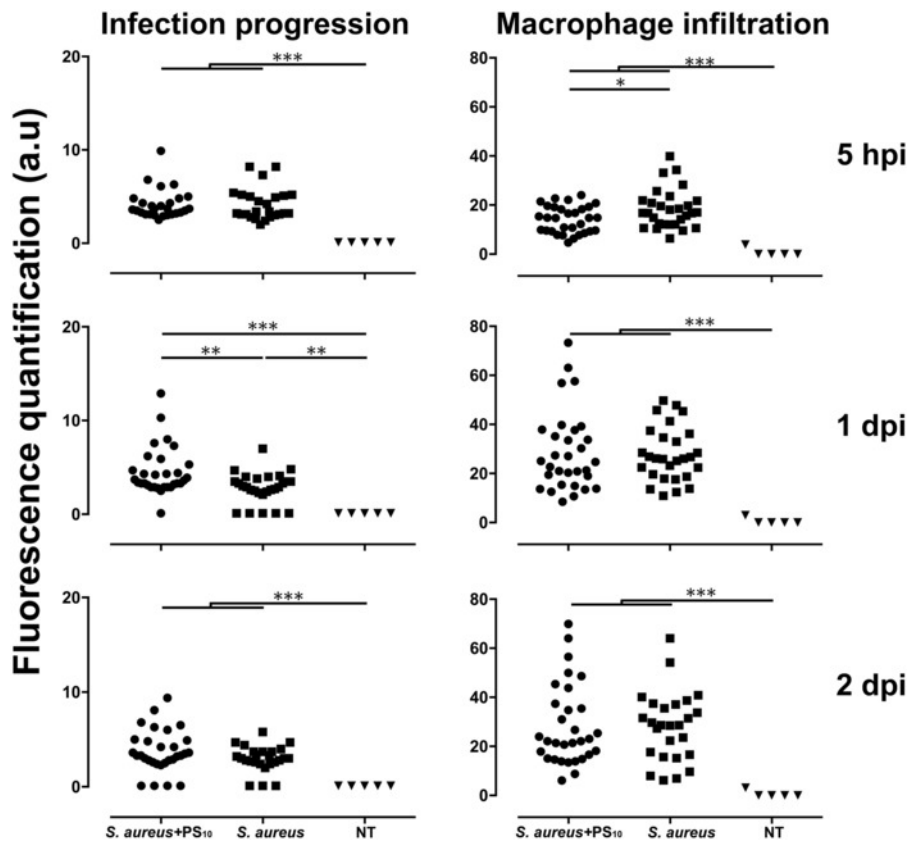 Infection progression
Macrophage infiltration
Fluorescence quantification (a.u)
20
***
10
0
80
***
*
60
40
20
0
5 hpi
20
***
**
**
10
0
80
***
60
40
20
0
1 dpi
20
***
10
0
80
***
60
40
20
0
2 dpi
S. aureus+PS₁₀
S. aureus
NT
S. aureus+PS₁₀
S. aureus
NT